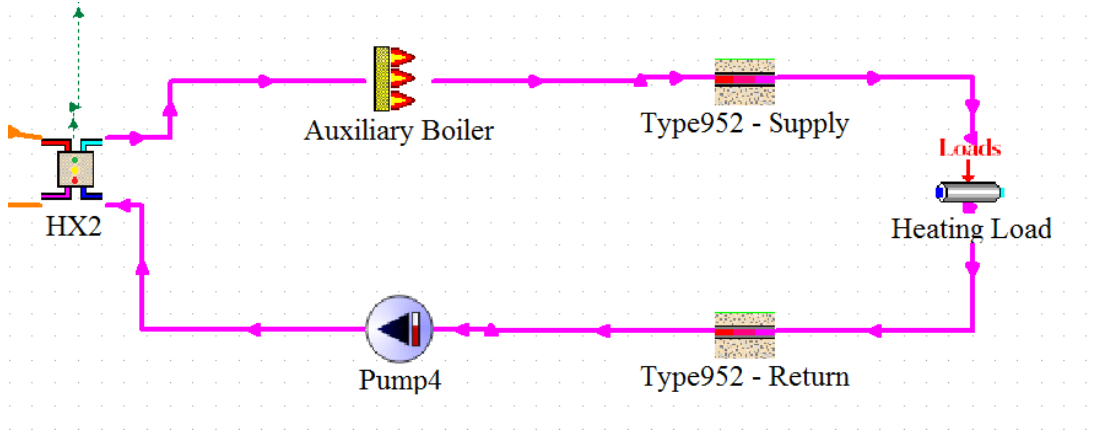 Auxiliary Boiler
Type952 - Supply
Loads
HX2
Heating Load
Pump4
Type952 - Return